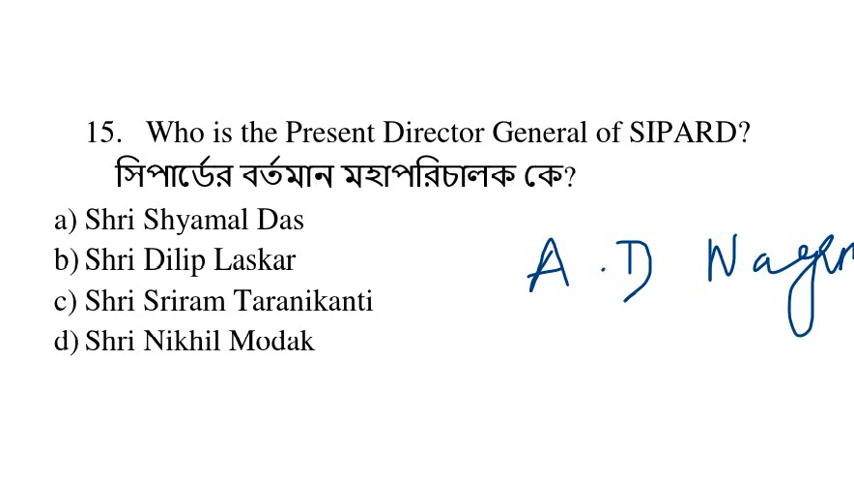 15. Who is the Present Director General of SIPARD?
সিপার্ডের বর্তমান মহাপরিচালক কে?
a) Shri Shyamal Das
b) Shri Dilip Laskar
c) Shri Sriram Taranikanti
d) Shri Nikhil Modak
A.D